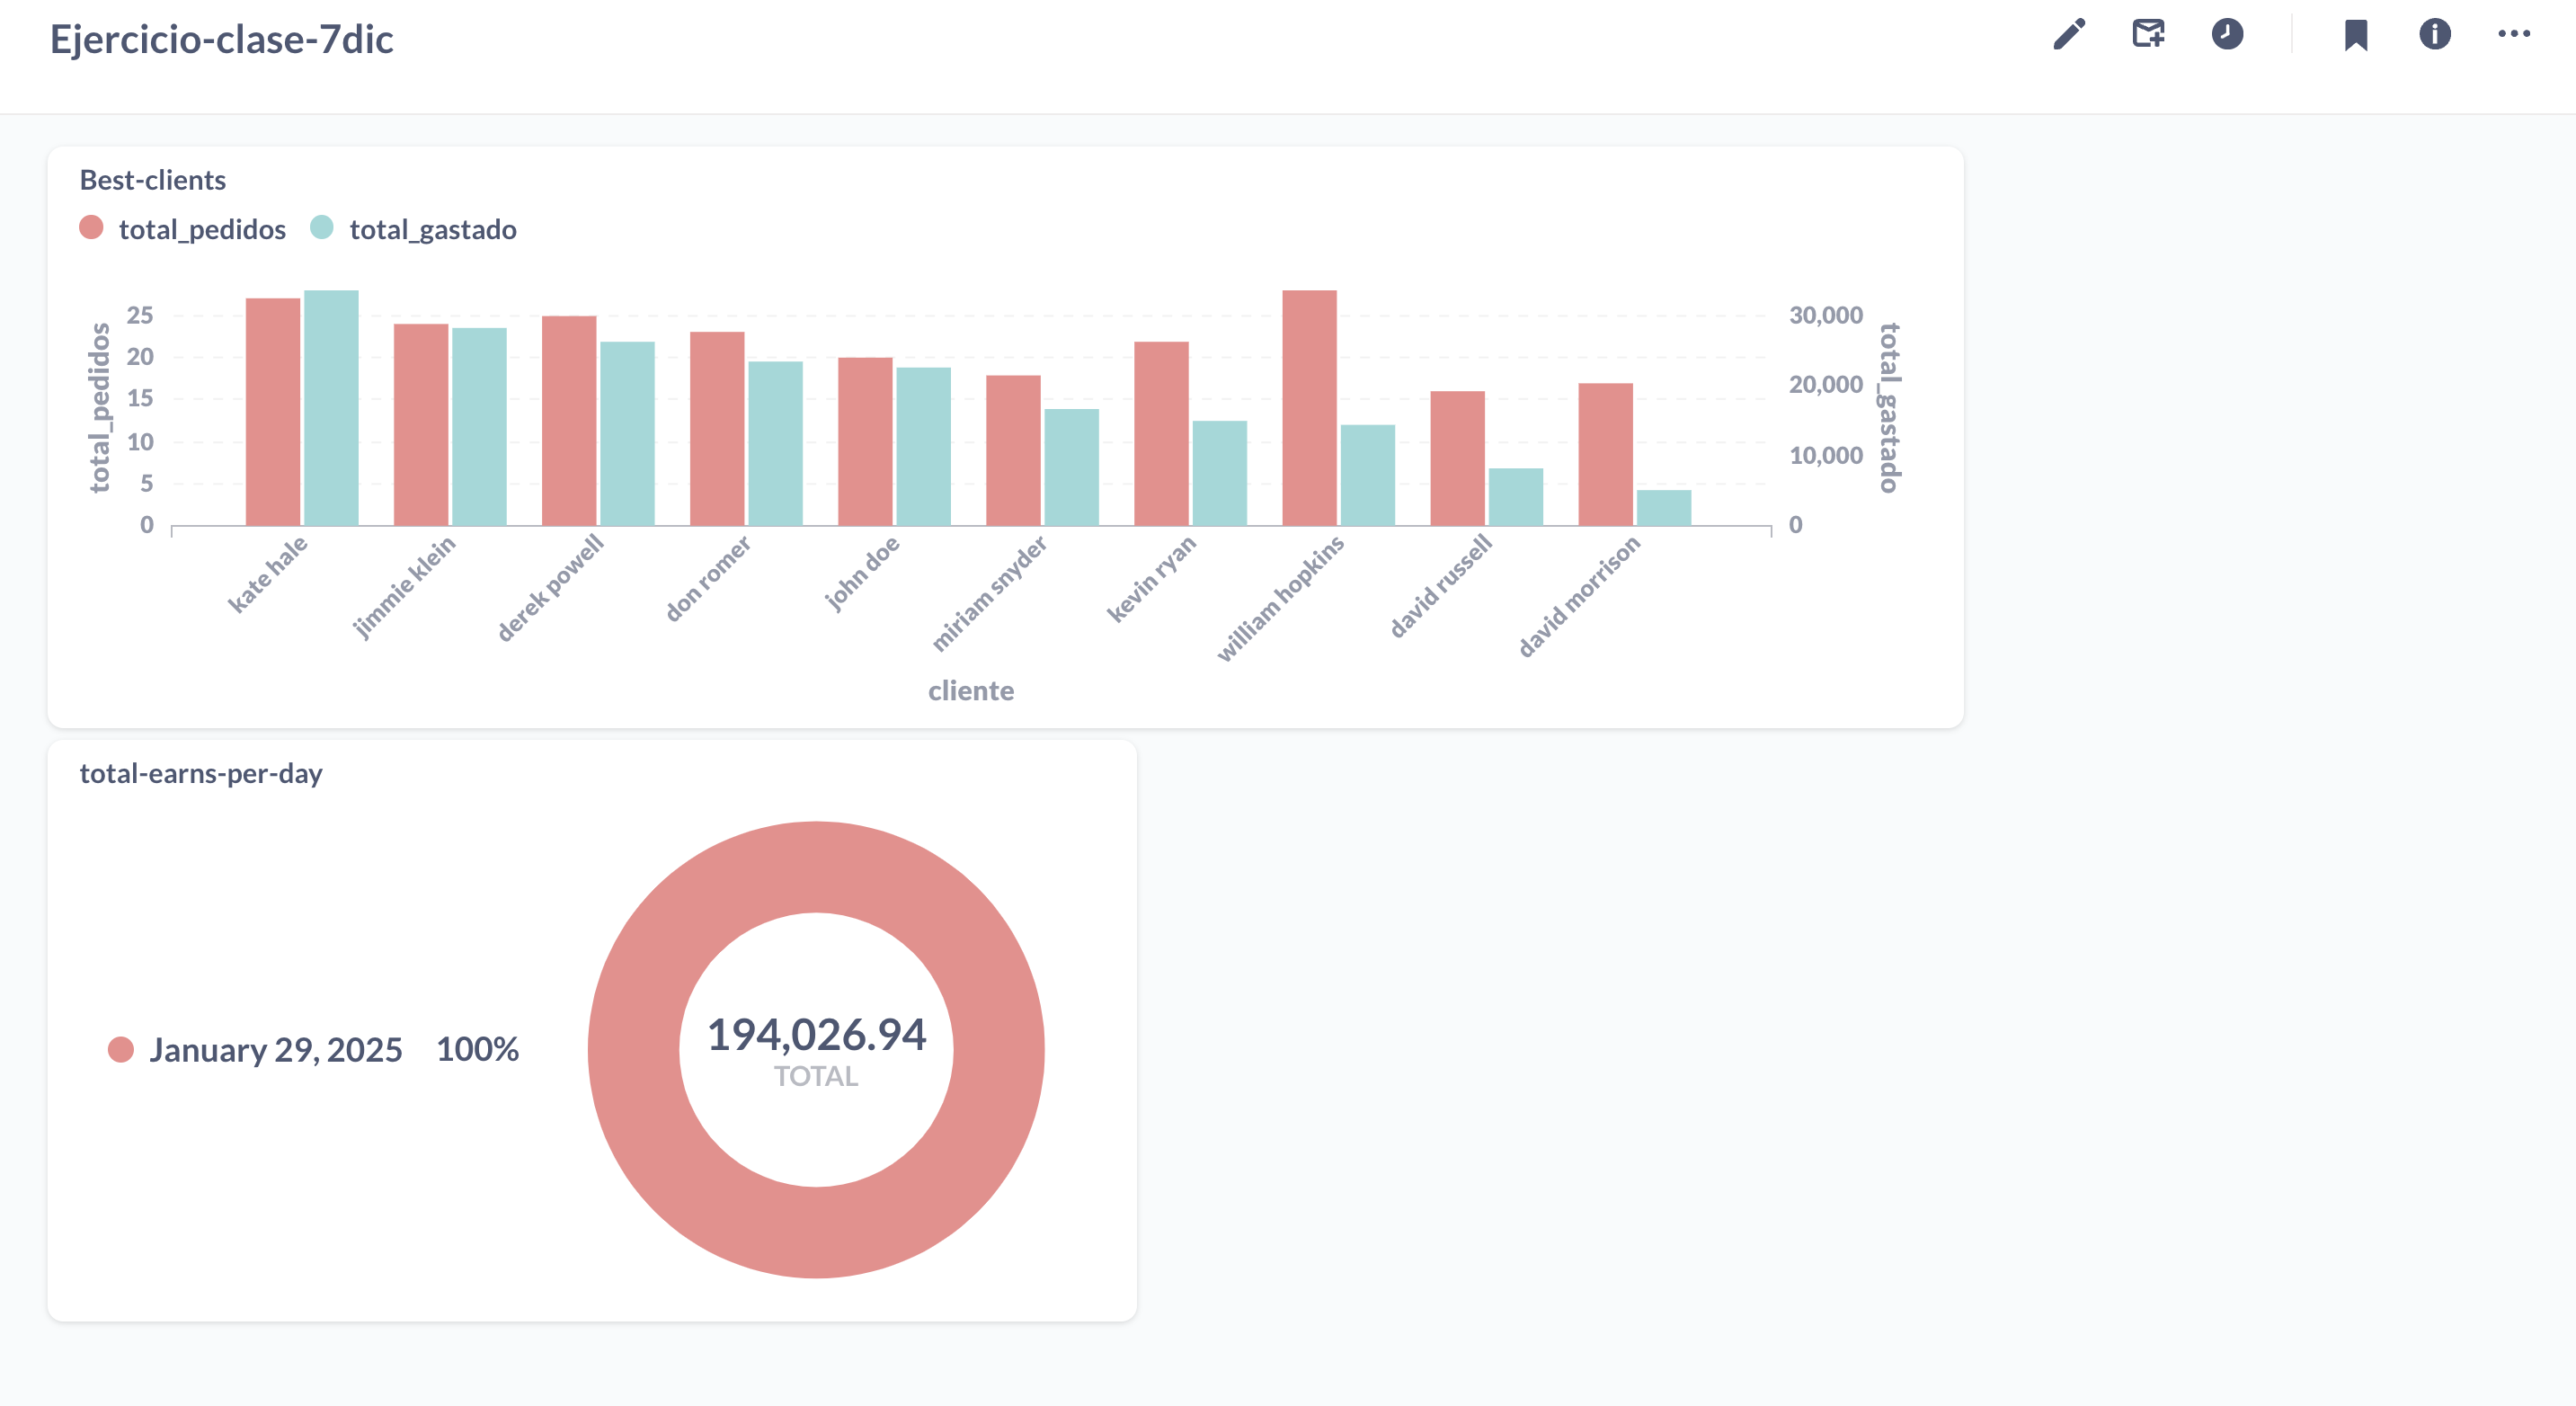 Ejercicio-clase-7dic
Best-clients
total_pedidos total_gastado
total_pedidos
25
20
15
10
5
0
30,000
20,000
10,000
0
total_gastado
kate hale
jimmie klein
derek powell
don romer
john doe
miriam snyder
kevin ryan
william hopkins
david russell
david morrison
cliente
total-earns-per-day
January 29, 2025 100%
194,026.94
TOTAL